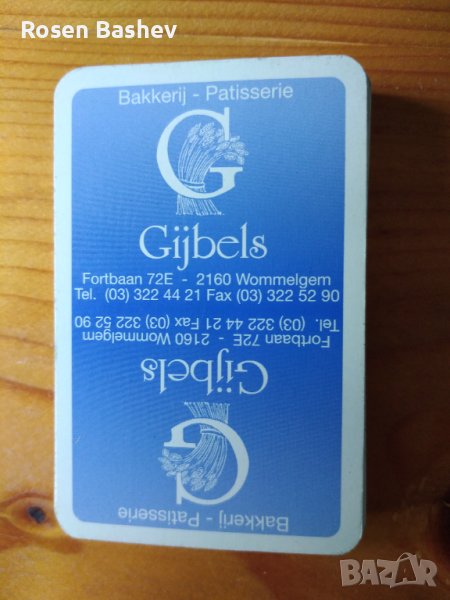 Rosen Bashev
Bakkerij - Patisserie
G
Gijbels
Fortbaan 72E - 2160 Wommelgem
Tel. (03) 322 44 21 Fax (03) 322 52 90
Tel. (03) 322 44 21 Fax (03) 322 52 90
Fortbaan 72E - 2160 Wommelgem
Gijbels
G
Bakkerij - Patisserie
BAZAR